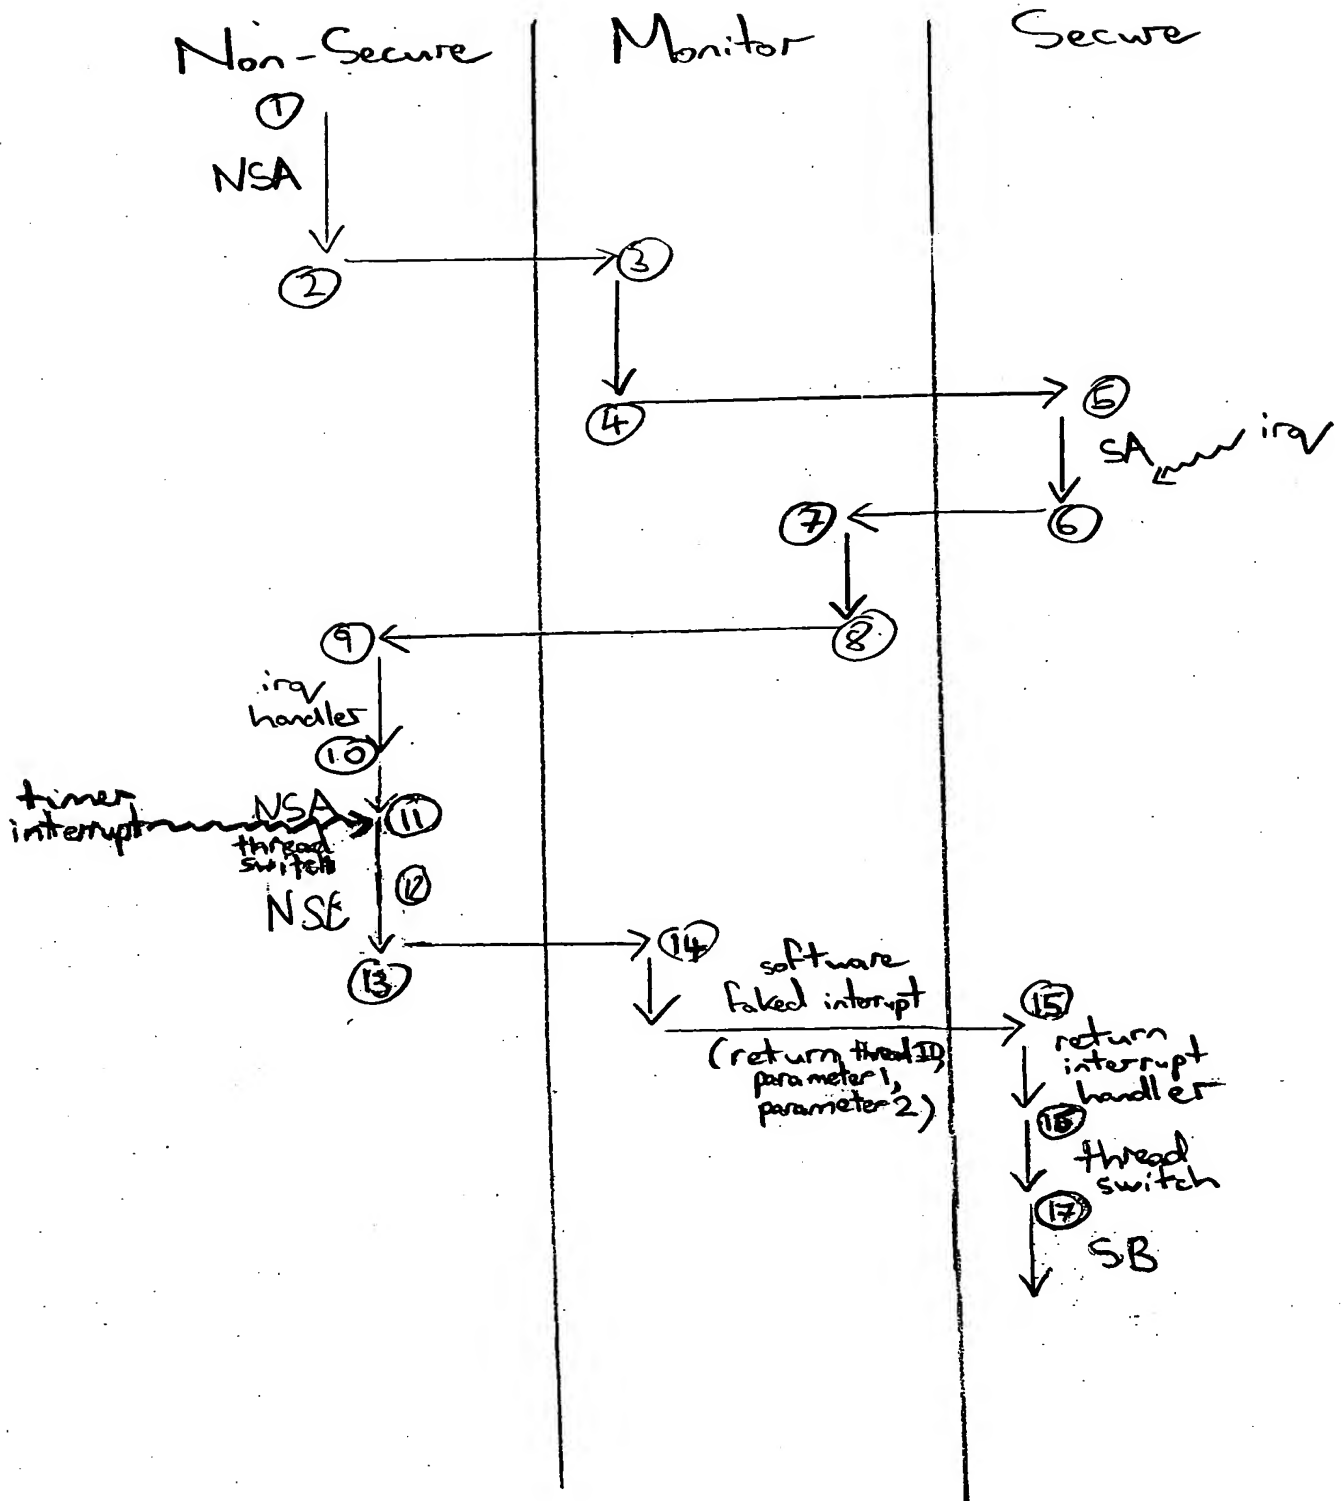 Non-Secure
Monitor
Secure
1
NSA
2
3
4
5
SA
irq
6
7
8
9
irq
handler
10
timer
interrupt
NSA
11
thread
switch
12
NSE
13
14
software
faked interrupt
(return thread ID,
parameter 1,
parameter 2)
15
return
interrupt
handler
16
thread
switch
17
SB